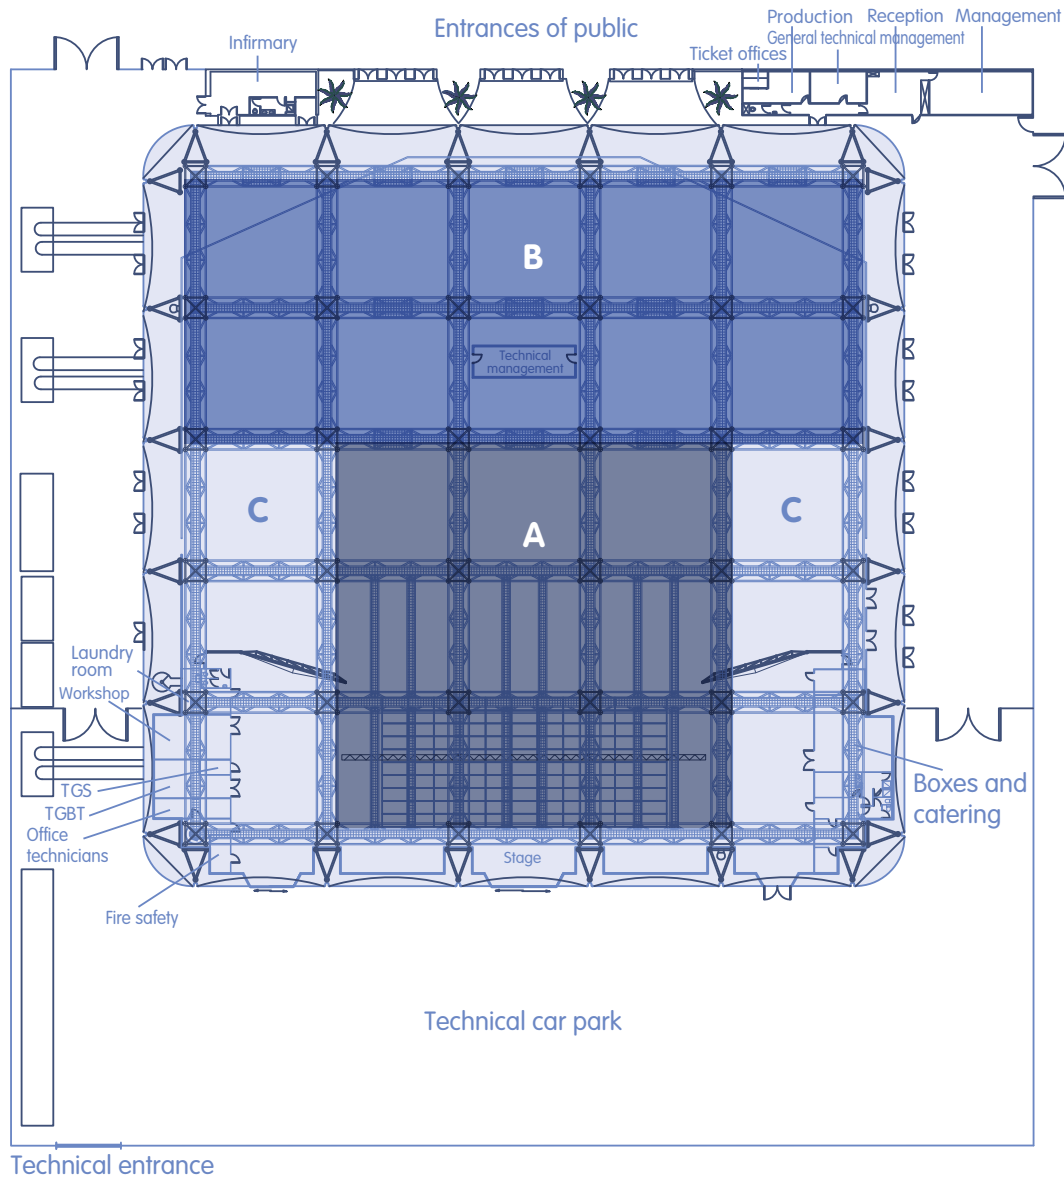 Entrances of public
Production
Reception
Management
Infirmary
General technical management
Ticket offices
B
Technical
management
C
C
A
Laundry
room
Workshop
TGS
TGBT
Office
technicians
Boxes and
catering
Stage
Fire safety
Technical car park
Technical entrance